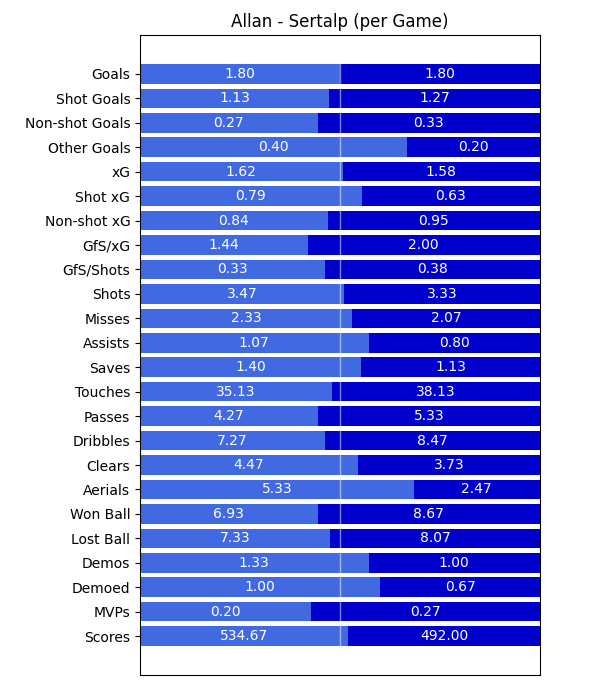 Allan - Sertalp (per Game)
Goals 1.80 1.80
Shot Goals 1.13 1.27
Non-shot Goals 0.27 0.33
Other Goals 0.40 0.20
xG 1.62 1.58
Shot xG 0.79 0.63
Non-shot xG 0.84 0.95
GfS/xG 1.44 2.00
GfS/Shots 0.33 0.38
Shots 3.47 3.33
Misses 2.33 2.07
Assists 1.07 0.80
Saves 1.40 1.13
Touches 35.13 38.13
Passes 4.27 5.33
Dribbles 7.27 8.47
Clears 4.47 3.73
Aerials 5.33 2.47
Won Ball 6.93 8.67
Lost Ball 7.33 8.07
Demos 1.33 1.00
Demoed 1.00 0.67
MVPs 0.20 0.27
Scores 534.67 492.00